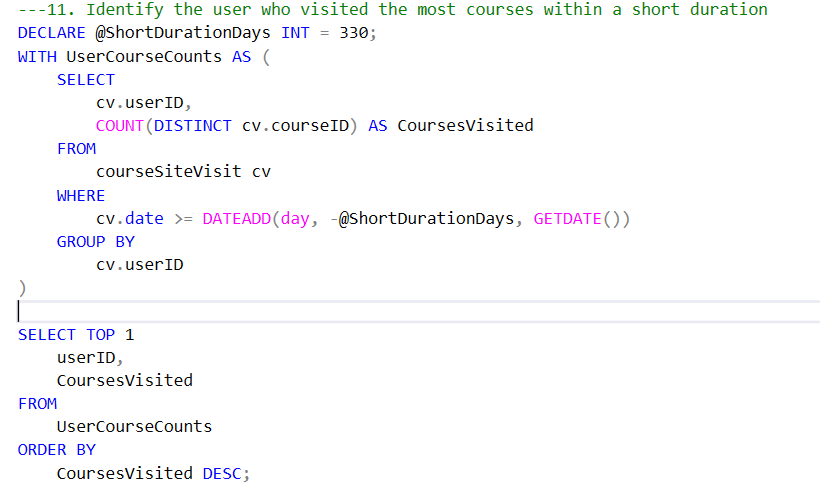 ---11. Identify the user who visited the most courses within a short duration
DECLARE @ShortDurationDays INT = 330;
WITH UserCourseCounts AS (
    SELECT
        cv.userID,
        COUNT(DISTINCT cv.courseID) AS CoursesVisited
    FROM
        courseSiteVisit cv
    WHERE
        cv.date >= DATEADD(day, -@ShortDurationDays, GETDATE())
    GROUP BY
        cv.userID
)
SELECT TOP 1
    userID,
    CoursesVisited
FROM
    UserCourseCounts
ORDER BY
    CoursesVisited DESC;